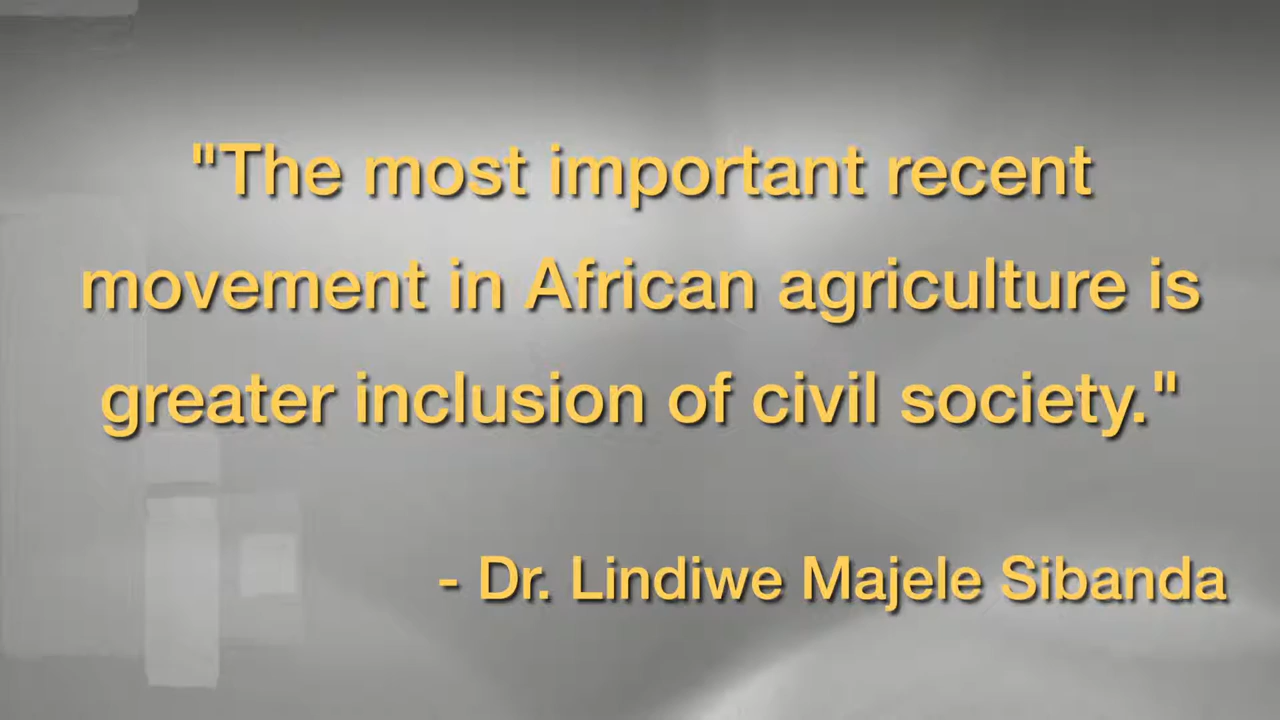 "The most important recent
movement in African agriculture is
greater inclusion of civil society."
- Dr. Lindiwe Majele Sibanda